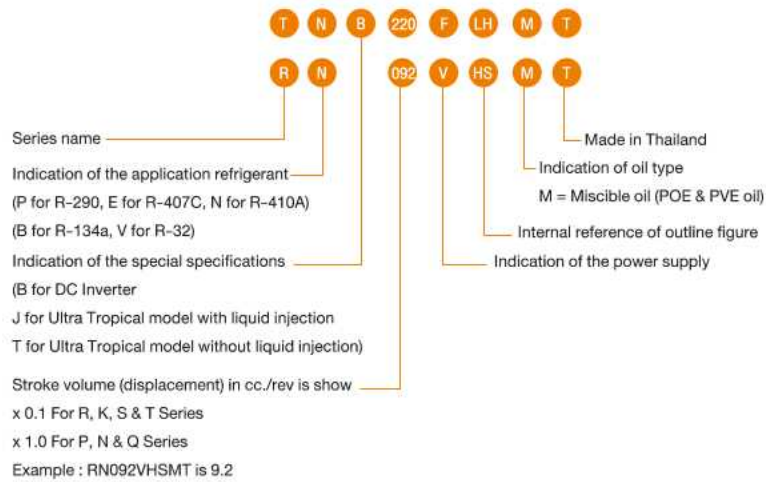 T N B 220 F LH M T
R N 092 V HS M T
Series name
Made in Thailand
Indication of the application refrigerant
Indication of oil type
(P for R-290, E for R-407C, N for R-410A)
M = Miscible oil (POE & PVE oil)
(B for R-134a, V for R-32)
Internal reference of outline figure
Indication of the special specifications
Indication of the power supply
(B for DC Inverter
J for Ultra Tropical model with liquid injection
T for Ultra Tropical model without liquid injection)
Stroke volume (displacement) in cc./rev is show
x 0.1 For R, K, S & T Series
x 1.0 For P, N & Q Series
Example : RN092VHSMT is 9.2